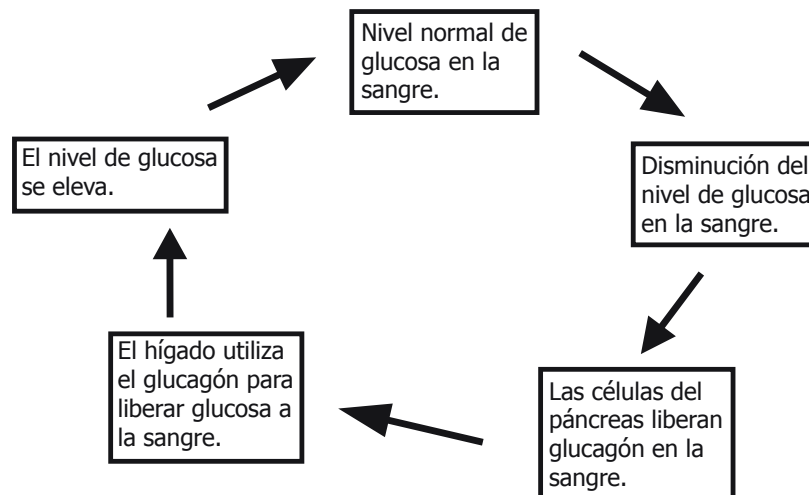 Nivel normal de
glucosa en la
sangre.
Disminución del
nivel de glucosa
en la sangre.
Las células del
páncreas liberan
glucagón en la
sangre.
El hígado utiliza
el glucagón para
liberar glucosa a
la sangre.
El nivel de glucosa
se eleva.